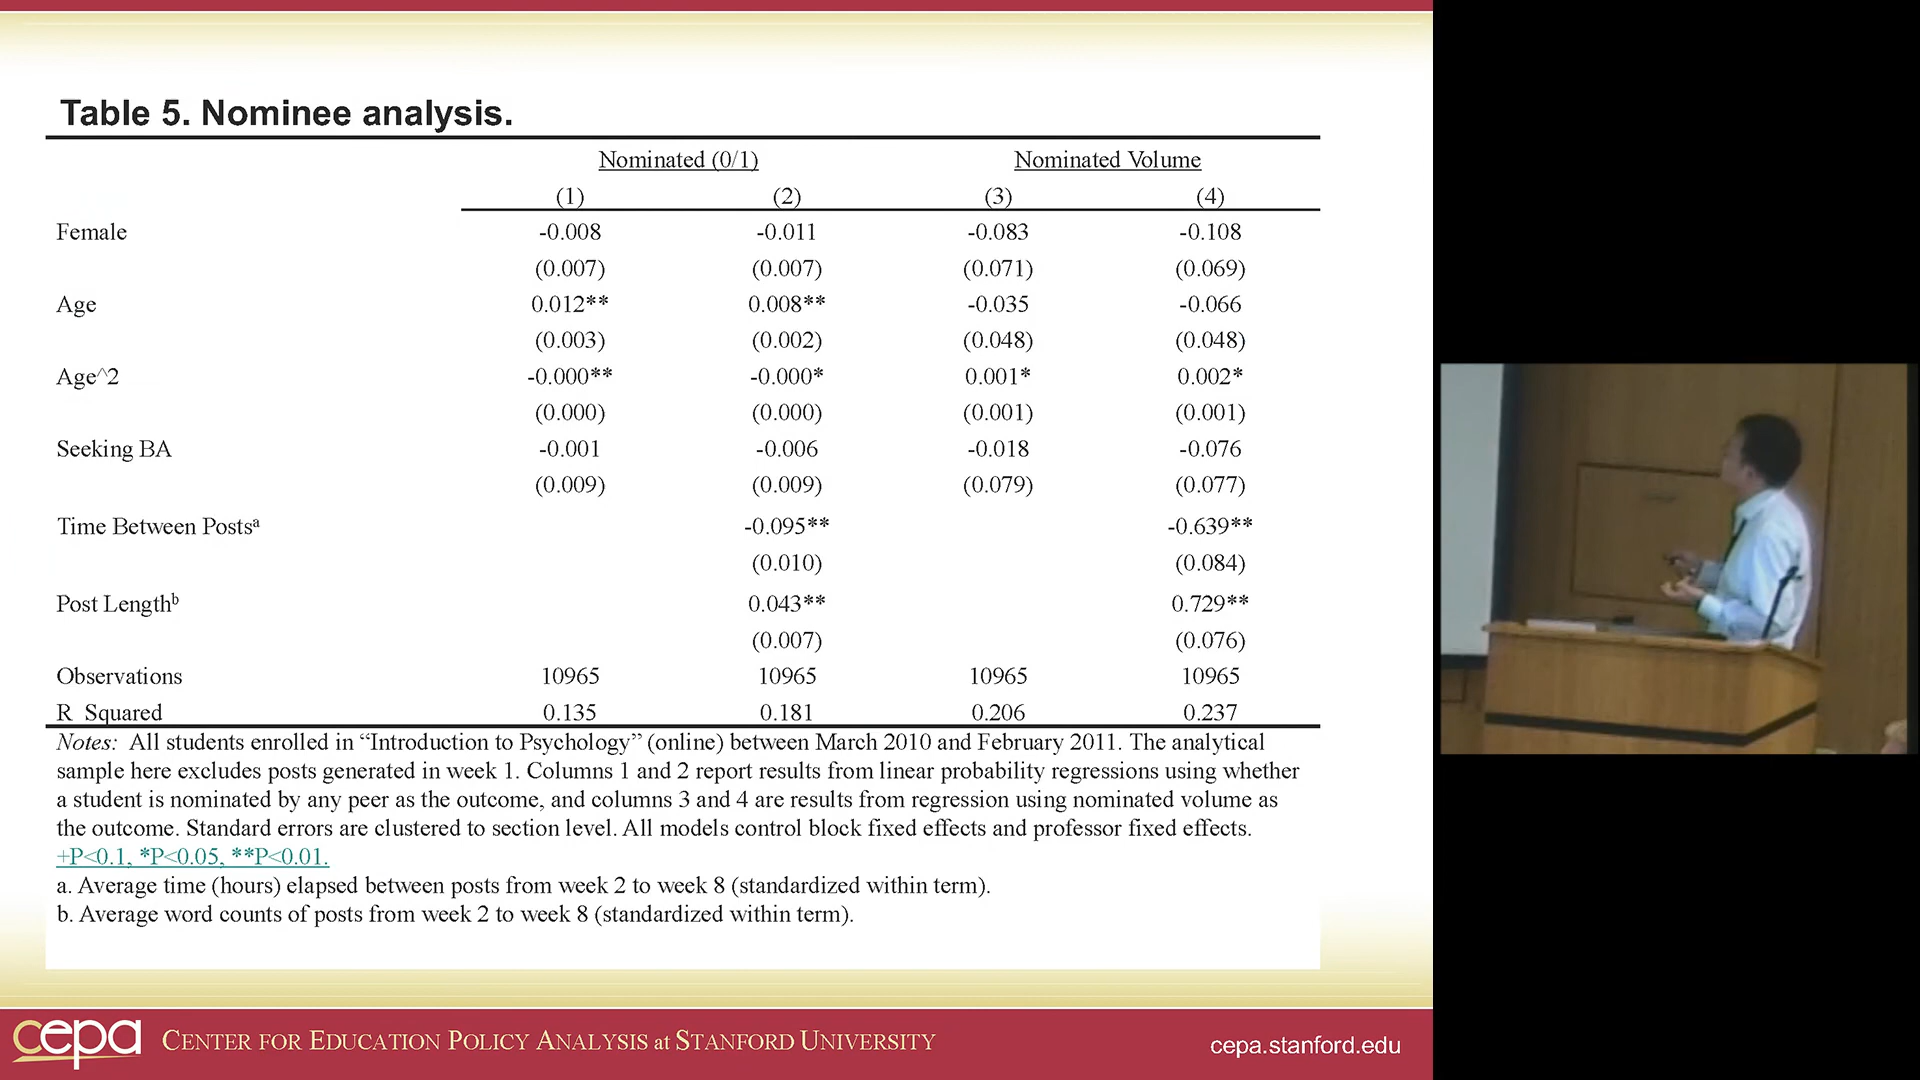 Table 5. Nominee analysis.
Nominated (0/1) Nominated Volume
(1) (2) (3) (4)
Female -0.008 -0.011 -0.083 -0.108
(0.007) (0.007) (0.071) (0.069)
Age 0.012** 0.008** -0.035 -0.066
(0.003) (0.002) (0.048) (0.048)
Age^2 -0.000** -0.000* 0.001* 0.002*
(0.000) (0.000) (0.001) (0.001)
Seeking BA -0.001 -0.006 -0.018 -0.076
(0.009) (0.009) (0.079) (0.077)
Time Between Postsᵃ -0.095** -0.639**
(0.010) (0.084)
Post Lengthᵇ 0.043** 0.729**
(0.007) (0.076)
Observations 10965 10965 10965 10965
R_Squared 0.135 0.181 0.206 0.237
Notes: All students enrolled in “Introduction to Psychology” (online) between March 2010 and February 2011. The analytical
sample here excludes posts generated in week 1. Columns 1 and 2 report results from linear probability regressions using whether
a student is nominated by any peer as the outcome, and columns 3 and 4 are results from regression using nominated volume as
the outcome. Standard errors are clustered to section level. All models control block fixed effects and professor fixed effects.
+P<0.1, *P<0.05, **P<0.01.
a. Average time (hours) elapsed between posts from week 2 to week 8 (standardized within term).
b. Average word counts of posts from week 2 to week 8 (standardized within term).
cepa CENTER FOR EDUCATION POLICY ANALYSIS at STANFORD UNIVERSITY
cepa.stanford.edu